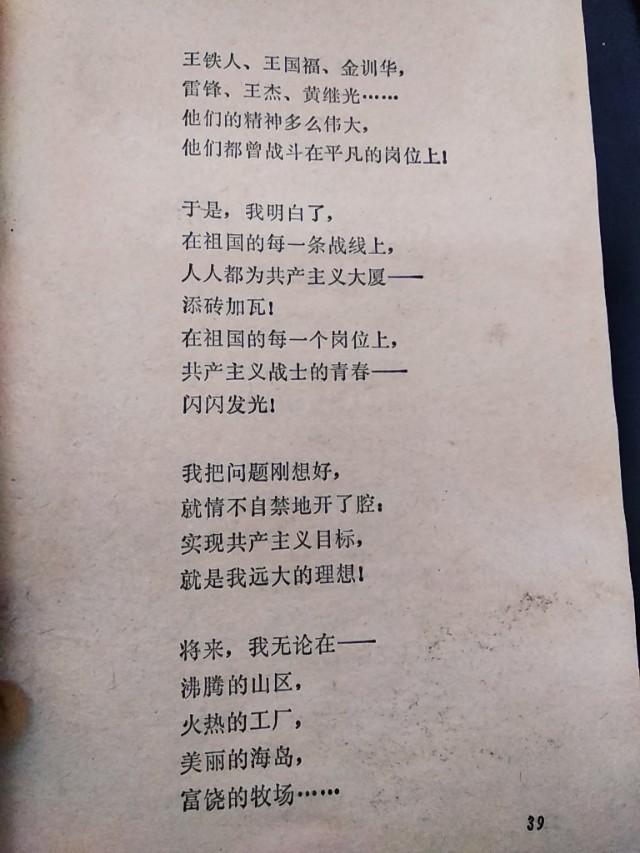 王铁人、王国福、金训华，
雷锋、王杰、黄继光……
他们的精神多么伟大，
他们都曾战斗在平凡的岗位上！
于是，我明白了，
在祖国的每一条战线上，
人人都为共产主义大厦——
添砖加瓦！
在祖国的每一个岗位上，
共产主义战士的青春——
闪闪发光！
我把问题刚想好，
就情不自禁地开了腔：
实现共产主义目标，
就是我远大的理想！
将来，我无论在——
沸腾的山区，
火热的工厂，
美丽的海岛，
富饶的牧场……
39